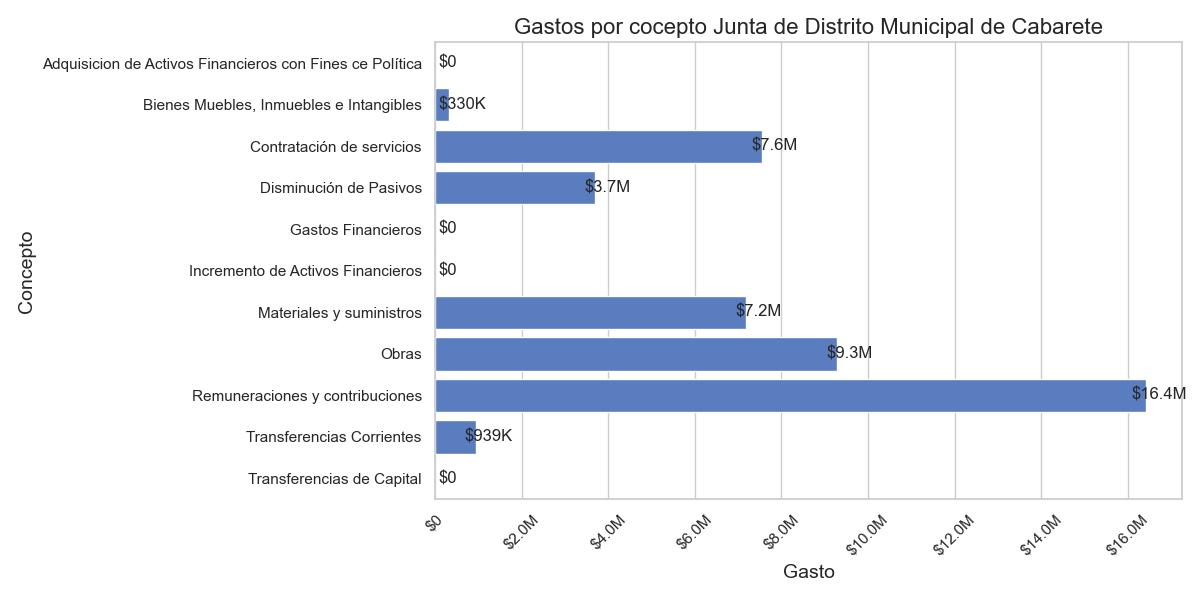 Gastos por cocepto Junta de Distrito Municipal de Cabarete
Concepto
Adquisicion de Activos Financieros con Fines ce Política $0
Bienes Muebles, Inmuebles e Intangibles $330K
Contratación de servicios $7.6M
Disminución de Pasivos $3.7M
Gastos Financieros $0
Incremento de Activos Financieros $0
Materiales y suministros $7.2M
Obras $9.3M
Remuneraciones y contribuciones $16.4M
Transferencias Corrientes $939K
Transferencias de Capital $0
$0 $2.0M $4.0M $6.0M $8.0M $10.0M $12.0M $14.0M $16.0M
Gasto